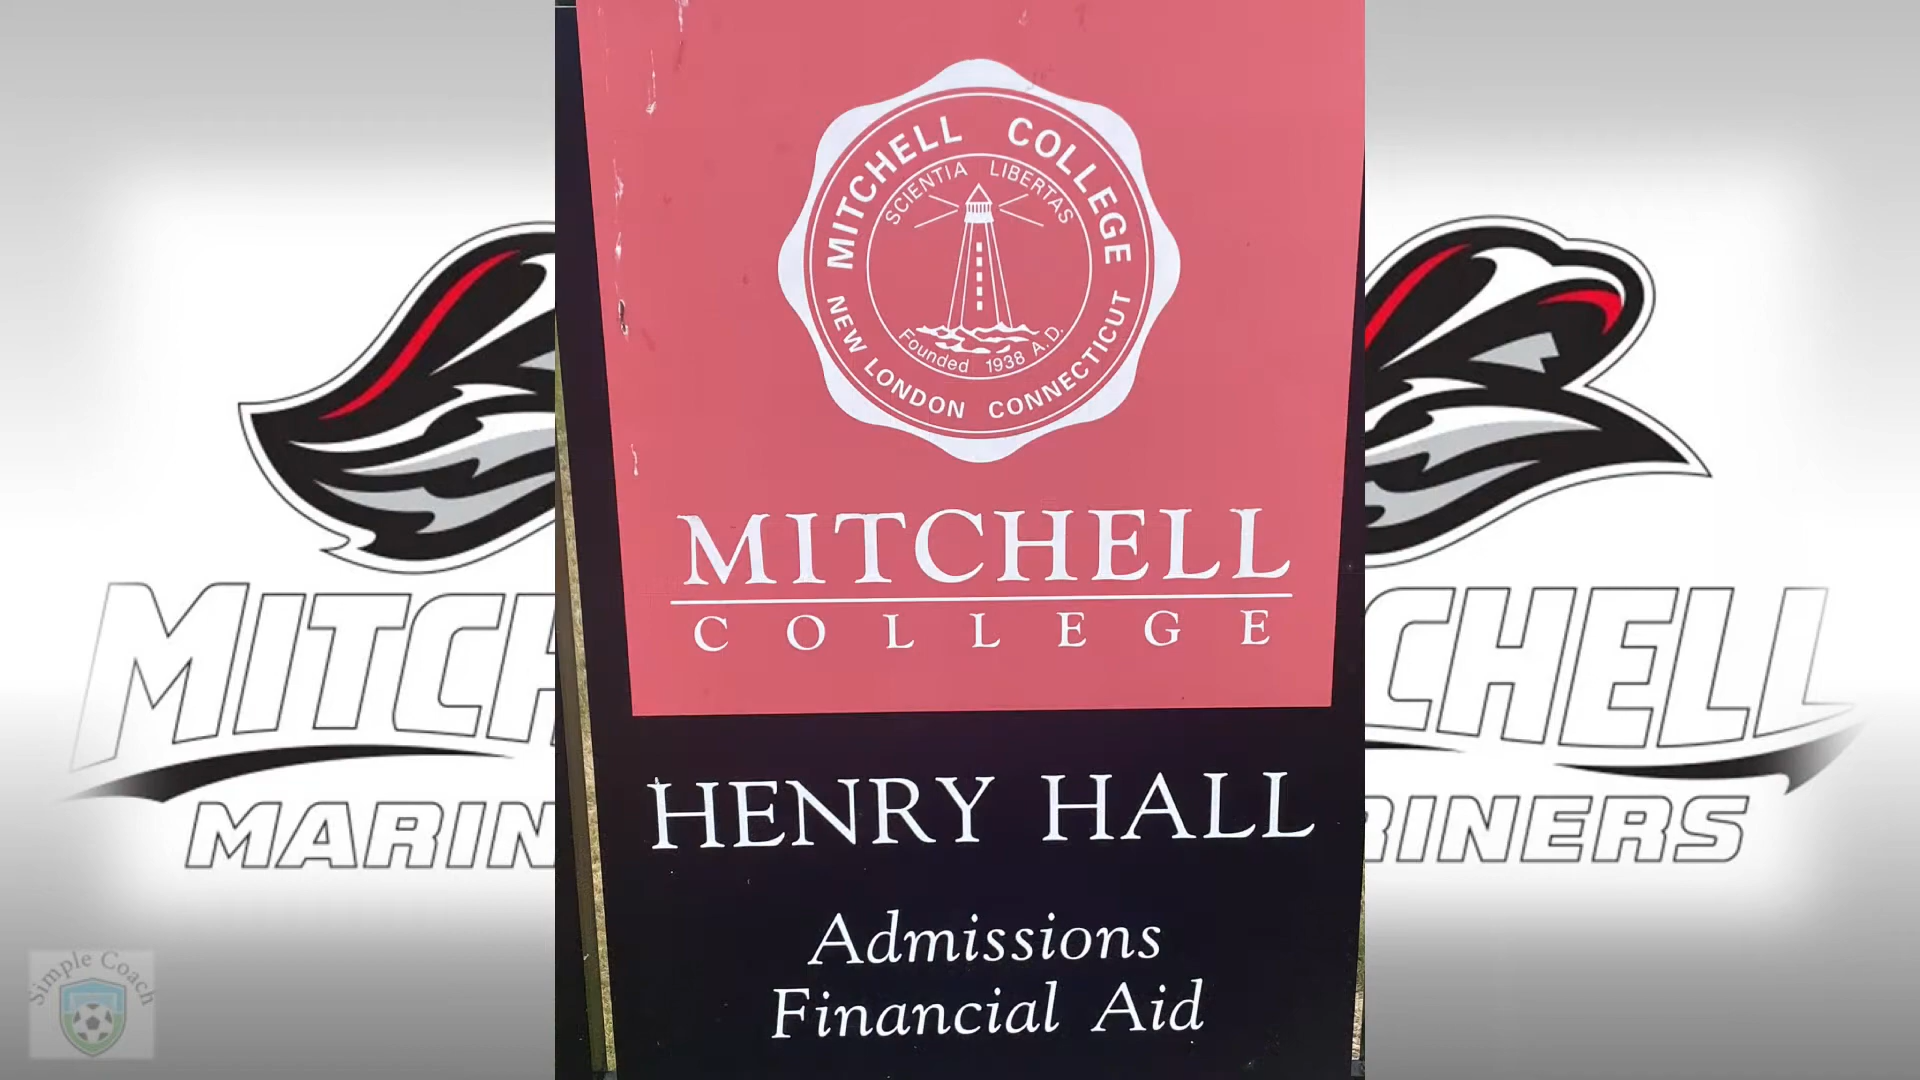 MITCHELL COLLEGE
SCIENTIA LIBERTAS
Founded 1938 A.D.
NEW LONDON CONNECTICUT
MITCHELL
COLLEGE
HENRY HALL
Admissions
Financial Aid
MITCH
CHELL
MARIN
RINERS
Simple Coach